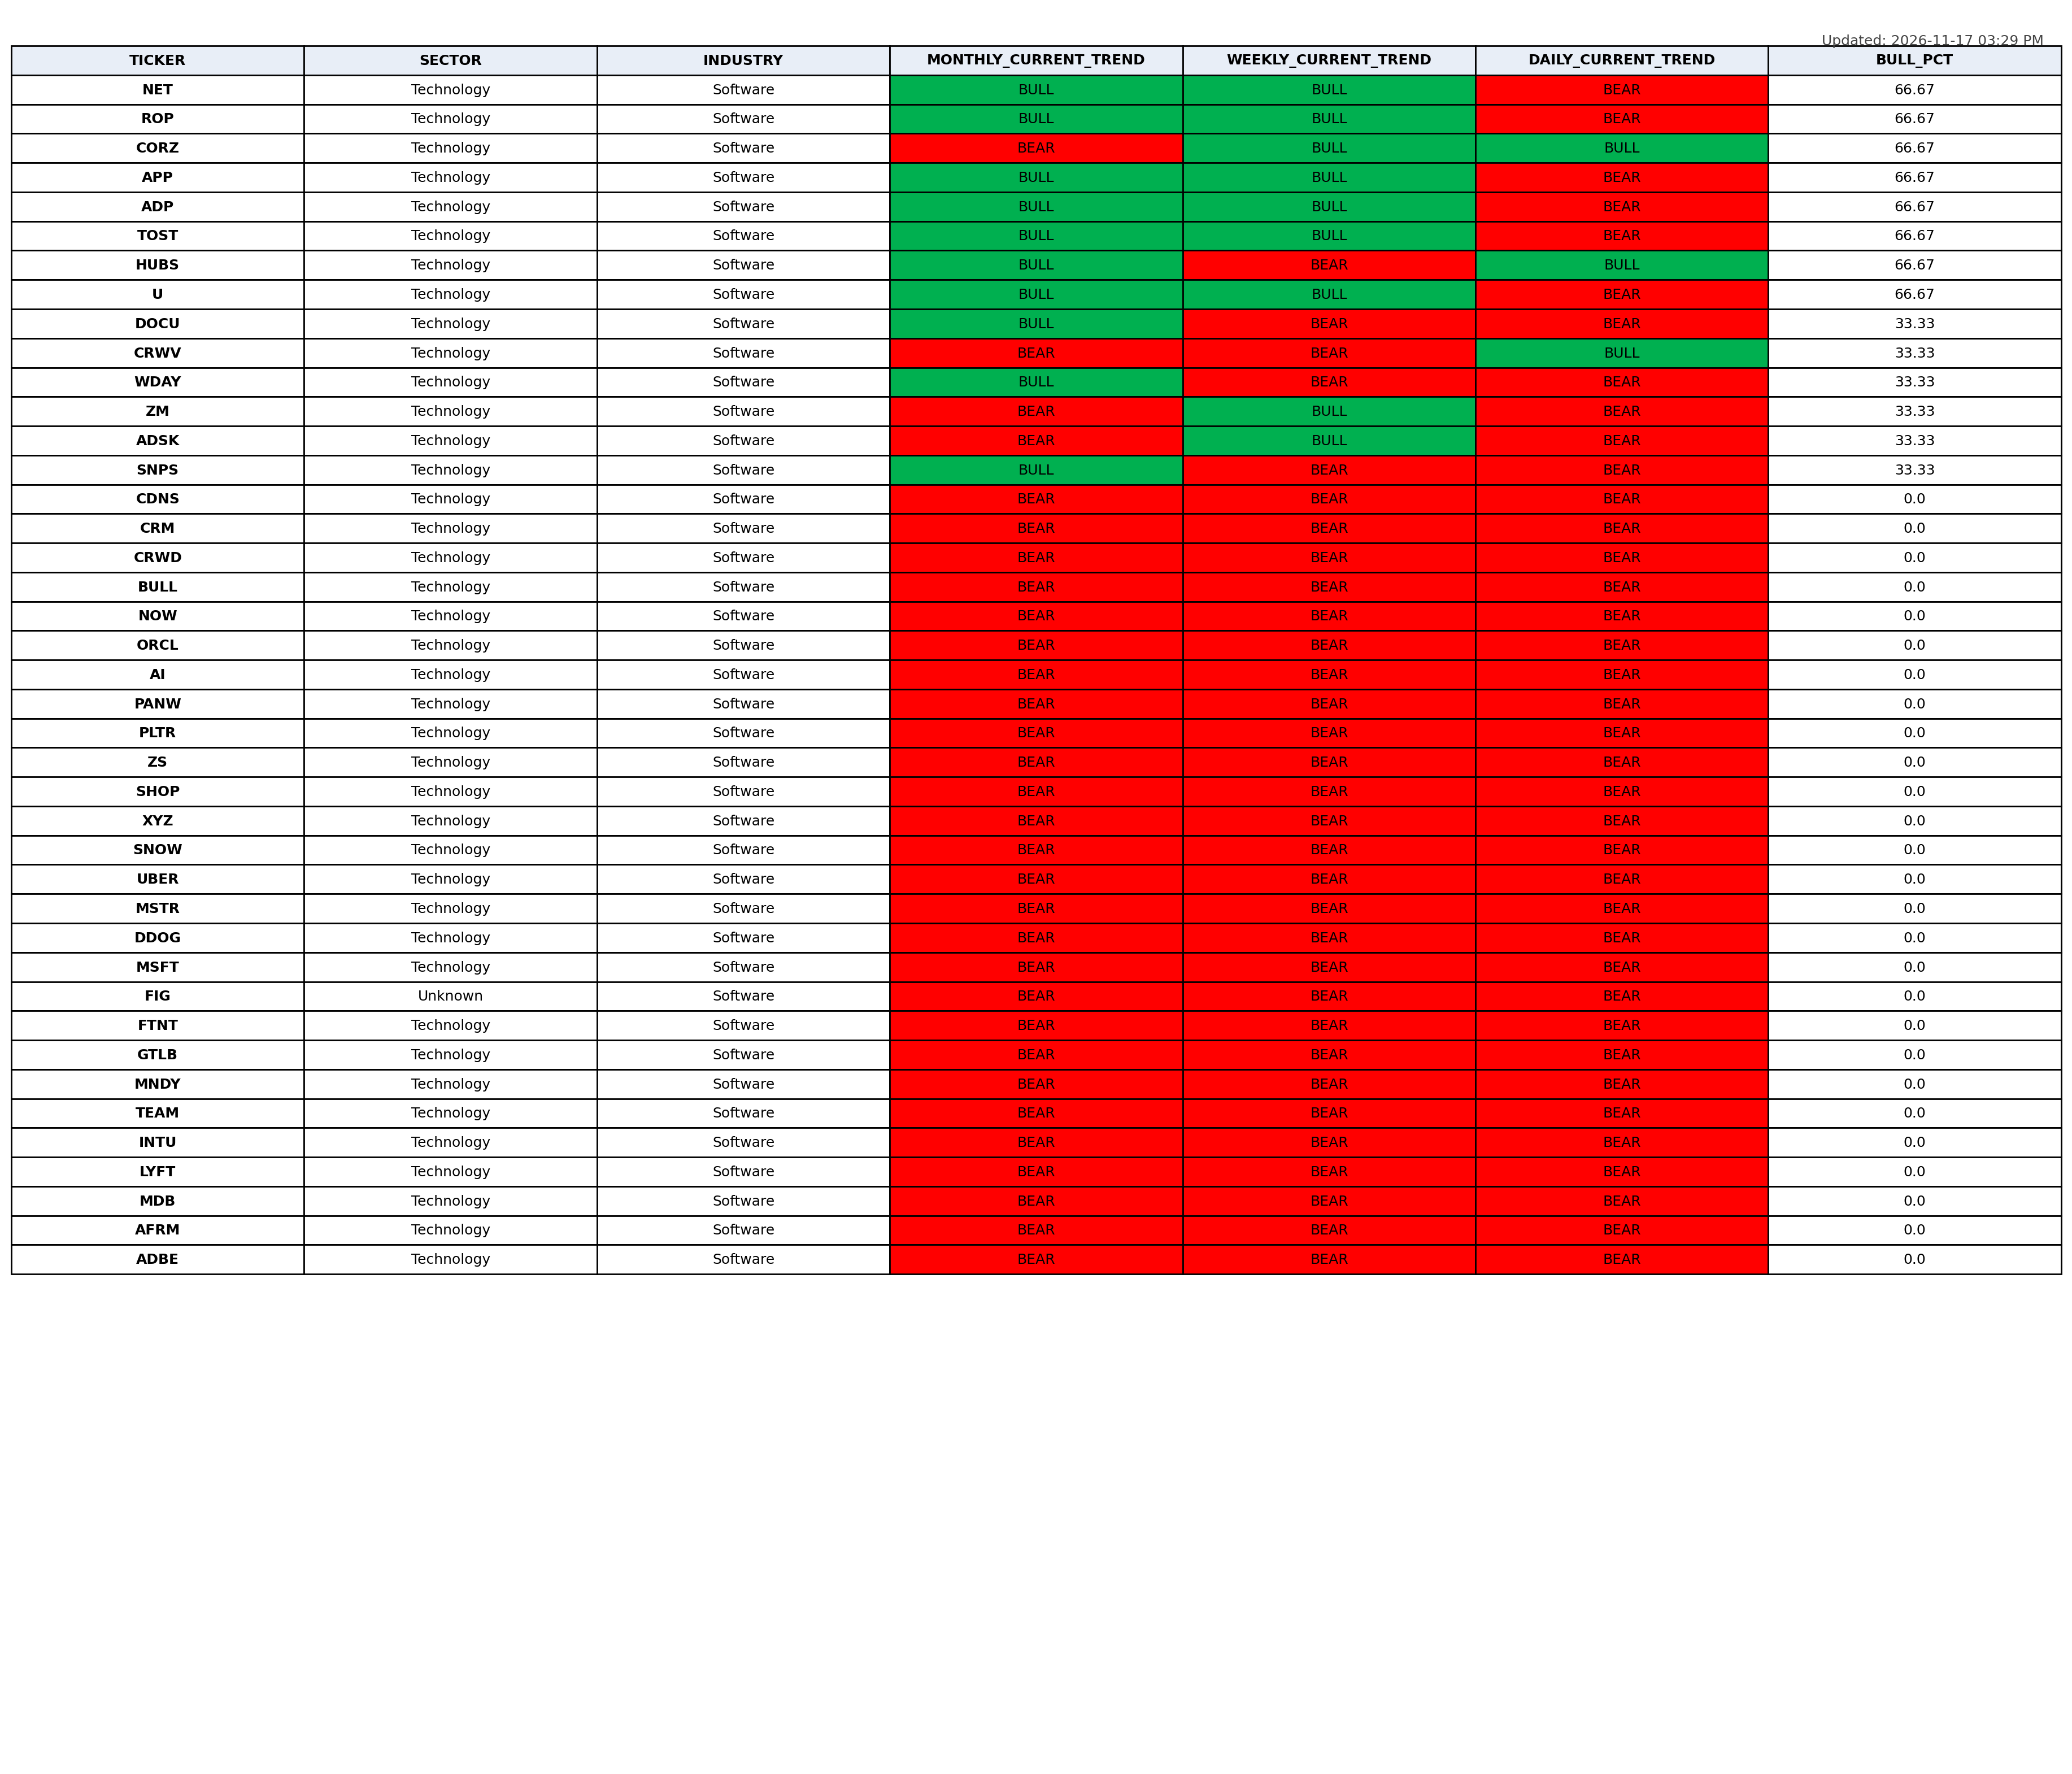 Updated: 2026-11-17 03:29 PM
TICKER SECTOR INDUSTRY MONTHLY_CURRENT_TREND WEEKLY_CURRENT_TREND DAILY_CURRENT_TREND BULL_PCT
NET Technology Software BULL BULL BEAR 66.67
ROP Technology Software BULL BULL BEAR 66.67
CORZ Technology Software BEAR BULL BULL 66.67
APP Technology Software BULL BULL BEAR 66.67
ADP Technology Software BULL BULL BEAR 66.67
TOST Technology Software BULL BULL BEAR 66.67
HUBS Technology Software BULL BEAR BULL 66.67
U Technology Software BULL BULL BEAR 66.67
DOCU Technology Software BULL BEAR BEAR 33.33
CRWV Technology Software BEAR BEAR BULL 33.33
WDAY Technology Software BULL BEAR BEAR 33.33
ZM Technology Software BEAR BULL BEAR 33.33
ADSK Technology Software BEAR BULL BEAR 33.33
SNPS Technology Software BULL BEAR BEAR 33.33
CDNS Technology Software BEAR BEAR BEAR 0.0
CRM Technology Software BEAR BEAR BEAR 0.0
CRWD Technology Software BEAR BEAR BEAR 0.0
BULL Technology Software BEAR BEAR BEAR 0.0
NOW Technology Software BEAR BEAR BEAR 0.0
ORCL Technology Software BEAR BEAR BEAR 0.0
AI Technology Software BEAR BEAR BEAR 0.0
PANW Technology Software BEAR BEAR BEAR 0.0
PLTR Technology Software BEAR BEAR BEAR 0.0
ZS Technology Software BEAR BEAR BEAR 0.0
SHOP Technology Software BEAR BEAR BEAR 0.0
XYZ Technology Software BEAR BEAR BEAR 0.0
SNOW Technology Software BEAR BEAR BEAR 0.0
UBER Technology Software BEAR BEAR BEAR 0.0
MSTR Technology Software BEAR BEAR BEAR 0.0
DDOG Technology Software BEAR BEAR BEAR 0.0
MSFT Technology Software BEAR BEAR BEAR 0.0
FIG Unknown Software BEAR BEAR BEAR 0.0
FTNT Technology Software BEAR BEAR BEAR 0.0
GTLB Technology Software BEAR BEAR BEAR 0.0
MNDY Technology Software BEAR BEAR BEAR 0.0
TEAM Technology Software BEAR BEAR BEAR 0.0
INTU Technology Software BEAR BEAR BEAR 0.0
LYFT Technology Software BEAR BEAR BEAR 0.0
MDB Technology Software BEAR BEAR BEAR 0.0
AFRM Technology Software BEAR BEAR BEAR 0.0
ADBE Technology Software BEAR BEAR BEAR 0.0